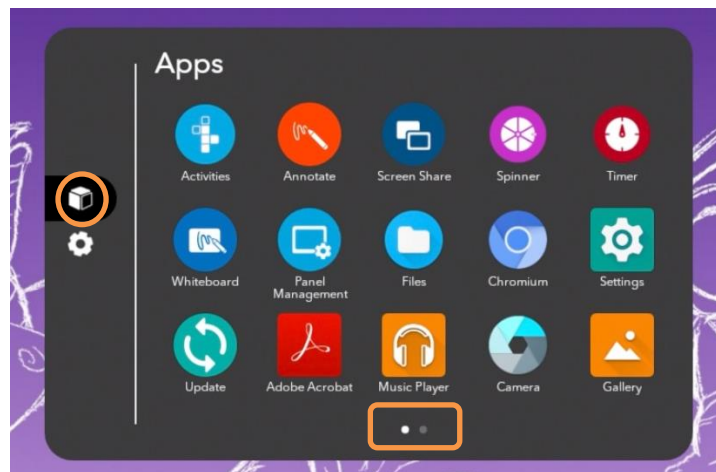 Apps
Activities Annotate Screen Share Spinner Timer
Whiteboard Panel Management Files Chromium Settings
Update Adobe Acrobat Music Player Camera Gallery